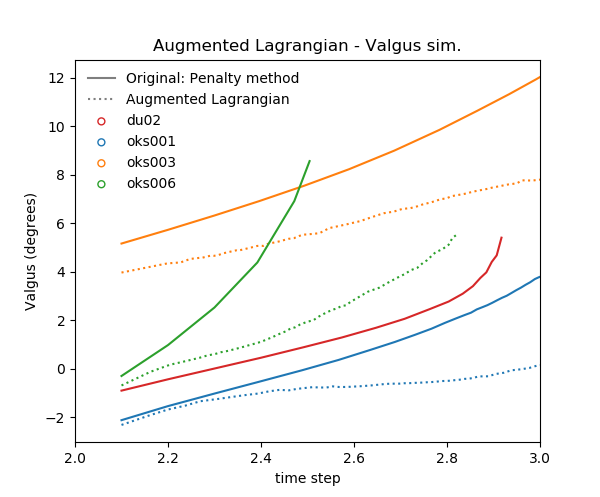 Augmented Lagrangian - Valgus sim.
Original: Penalty method
Augmented Lagrangian
du02
oks001
oks003
oks006
Valgus (degrees)
12
10
8
6
4
2
0
−2
2.0 2.2 2.4 2.6 2.8 3.0
time step